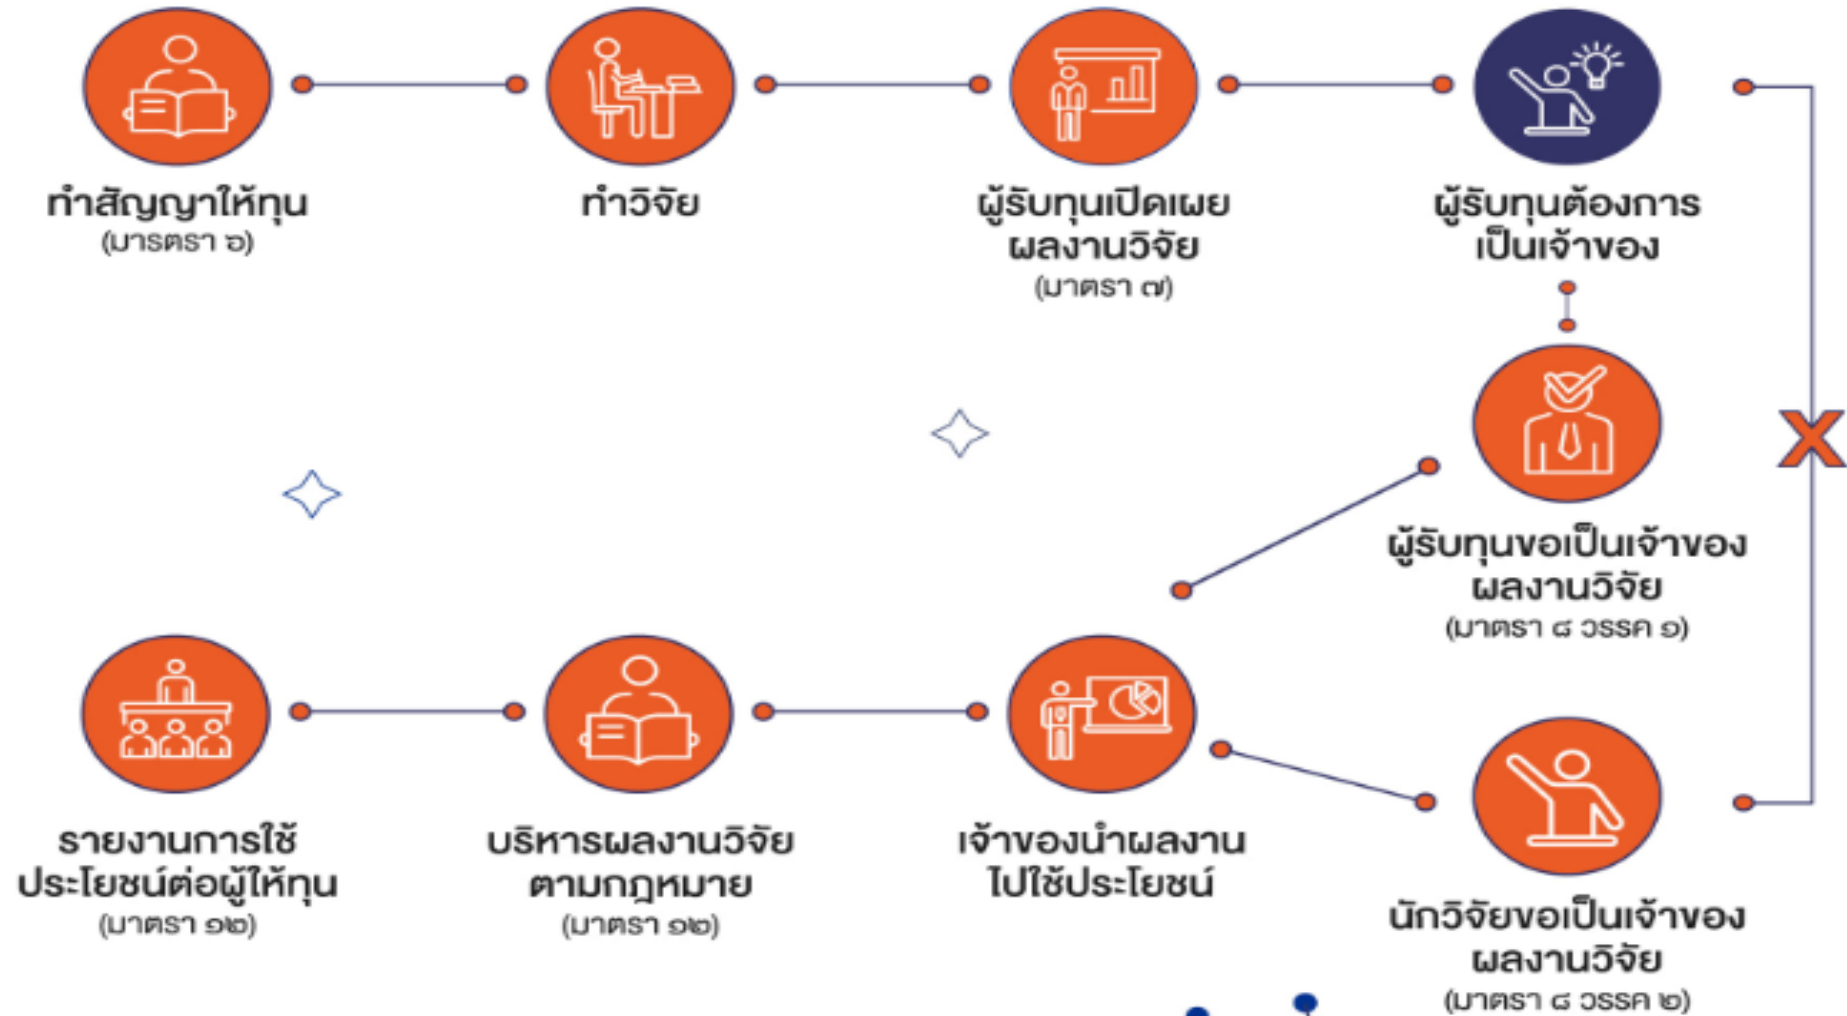 ทำสัญญาให้ทุน
(มารตรา ๖)
ทำวิจัย
ผู้รับทุนเปิดเผย
ผลงานวิจัย
(มาตรา ๗)
ผู้รับทุนต้องการ
เป็นเจ้าของ
X
ผู้รับทุนขอเป็นเจ้าของ
ผลงานวิจัย
(มาตรา ๘ วรรค ๑)
รายงานการใช้
ประโยชน์ต่อผู้ให้ทุน
(มาตรา ๑๒)
บริหารผลงานวิจัย
ตามกฎหมาย
(มาตรา ๑๒)
เจ้าของนำผลงาน
ไปใช้ประโยชน์
นักวิจัยขอเป็นเจ้าของ
ผลงานวิจัย
(มาตรา ๘ วรรค ๒)